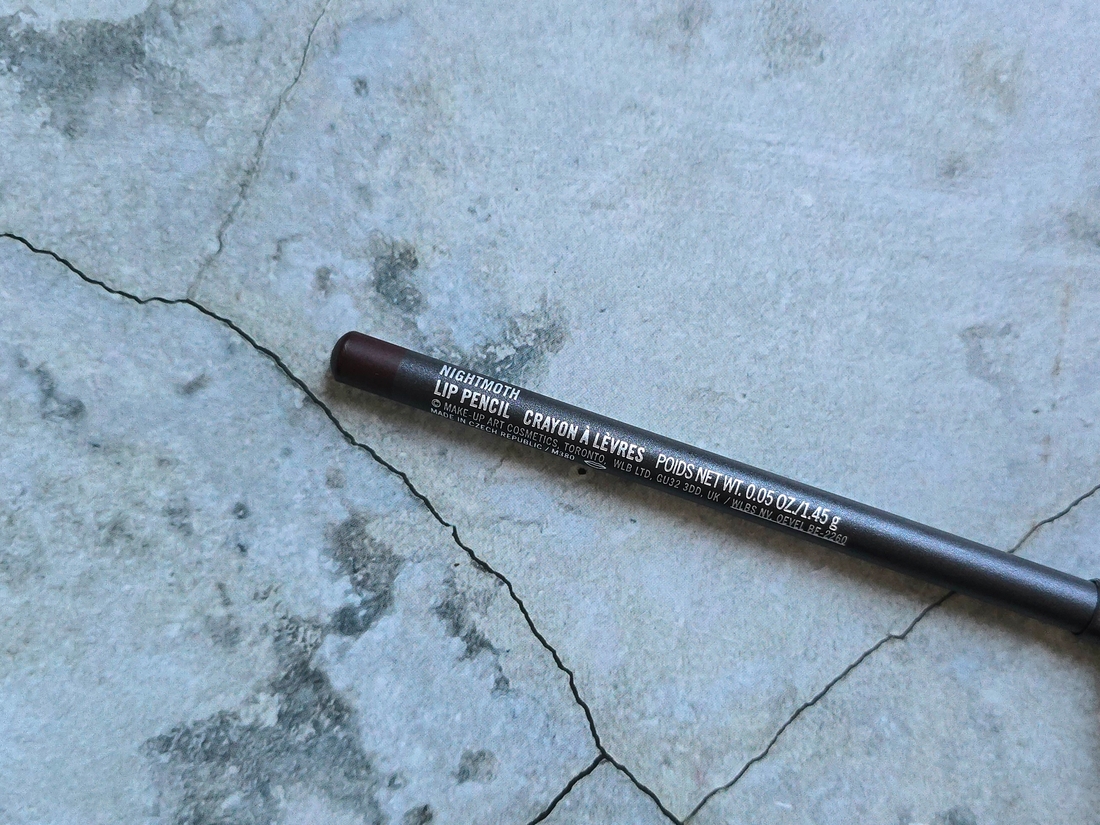 NIGHTMOTH
LIP PENCIL CRAYON À LÈVRES POIDS NET WT. 0.05 OZ./1.45 g
© MAKE-UP ART COSMETICS, TORONTO, WLB LTD, GU32 3DD, UK / WLBS NV, OEVEL BE-2260
MADE IN CZECH REPUBLIC / M380